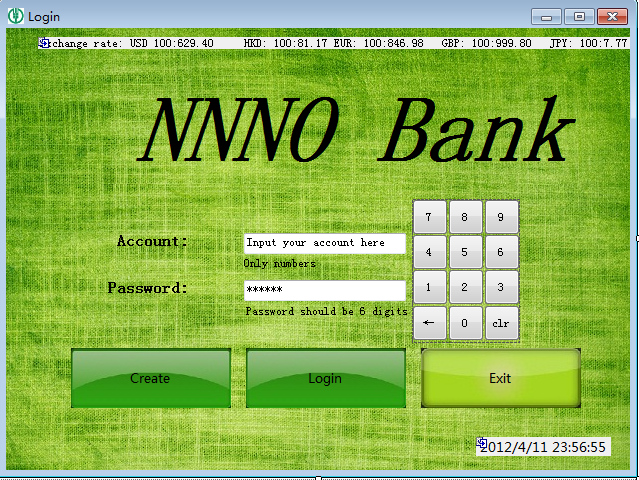 Login
change rate: USD 100:629.40 HKD: 100:81.17 EUR: 100:846.98 GBP: 100:999.80 JPY: 100:7.77
NNNO Bank
7 8 9
Account: Input your account here
4 5 6
Only numbers
Password: ******
1 2 3
Password should be 6 digits
← 0 clr
Create Login Exit
2012/4/11 23:56:55